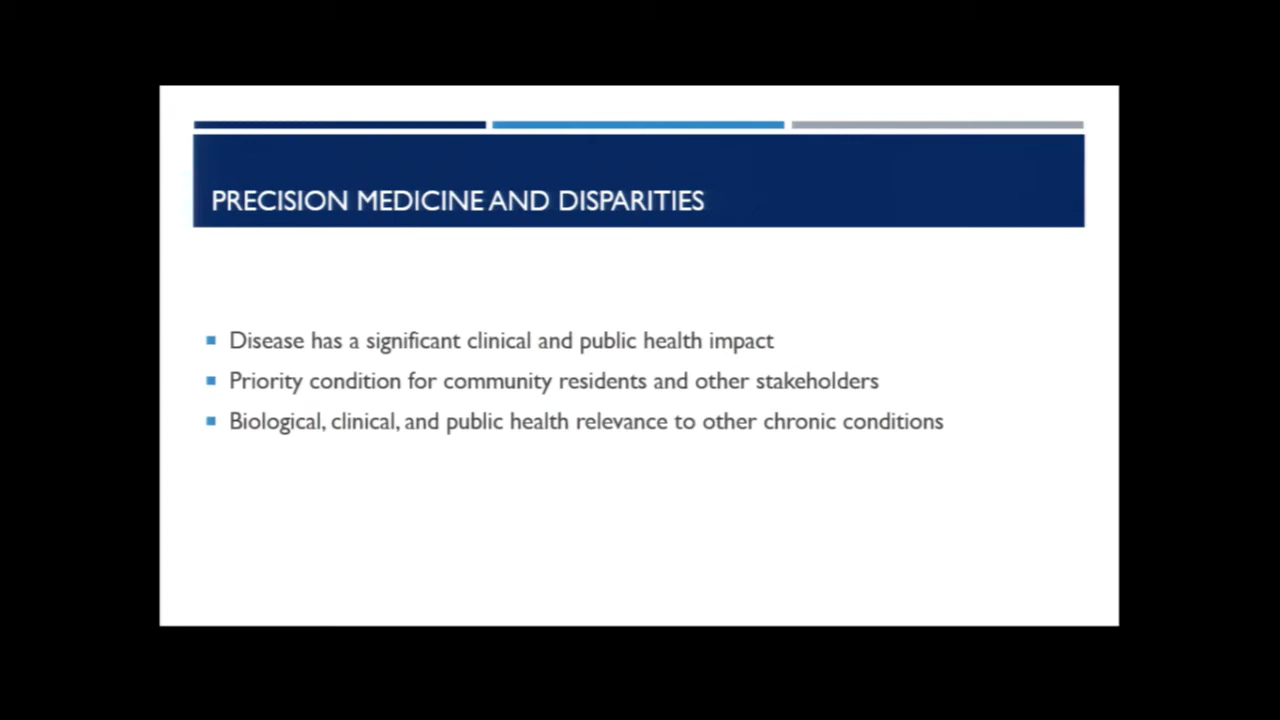 PRECISION MEDICINE AND DISPARITIES
Disease has a significant clinical and public health impact
Priority condition for community residents and other stakeholders
Biological, clinical, and public health relevance to other chronic conditions